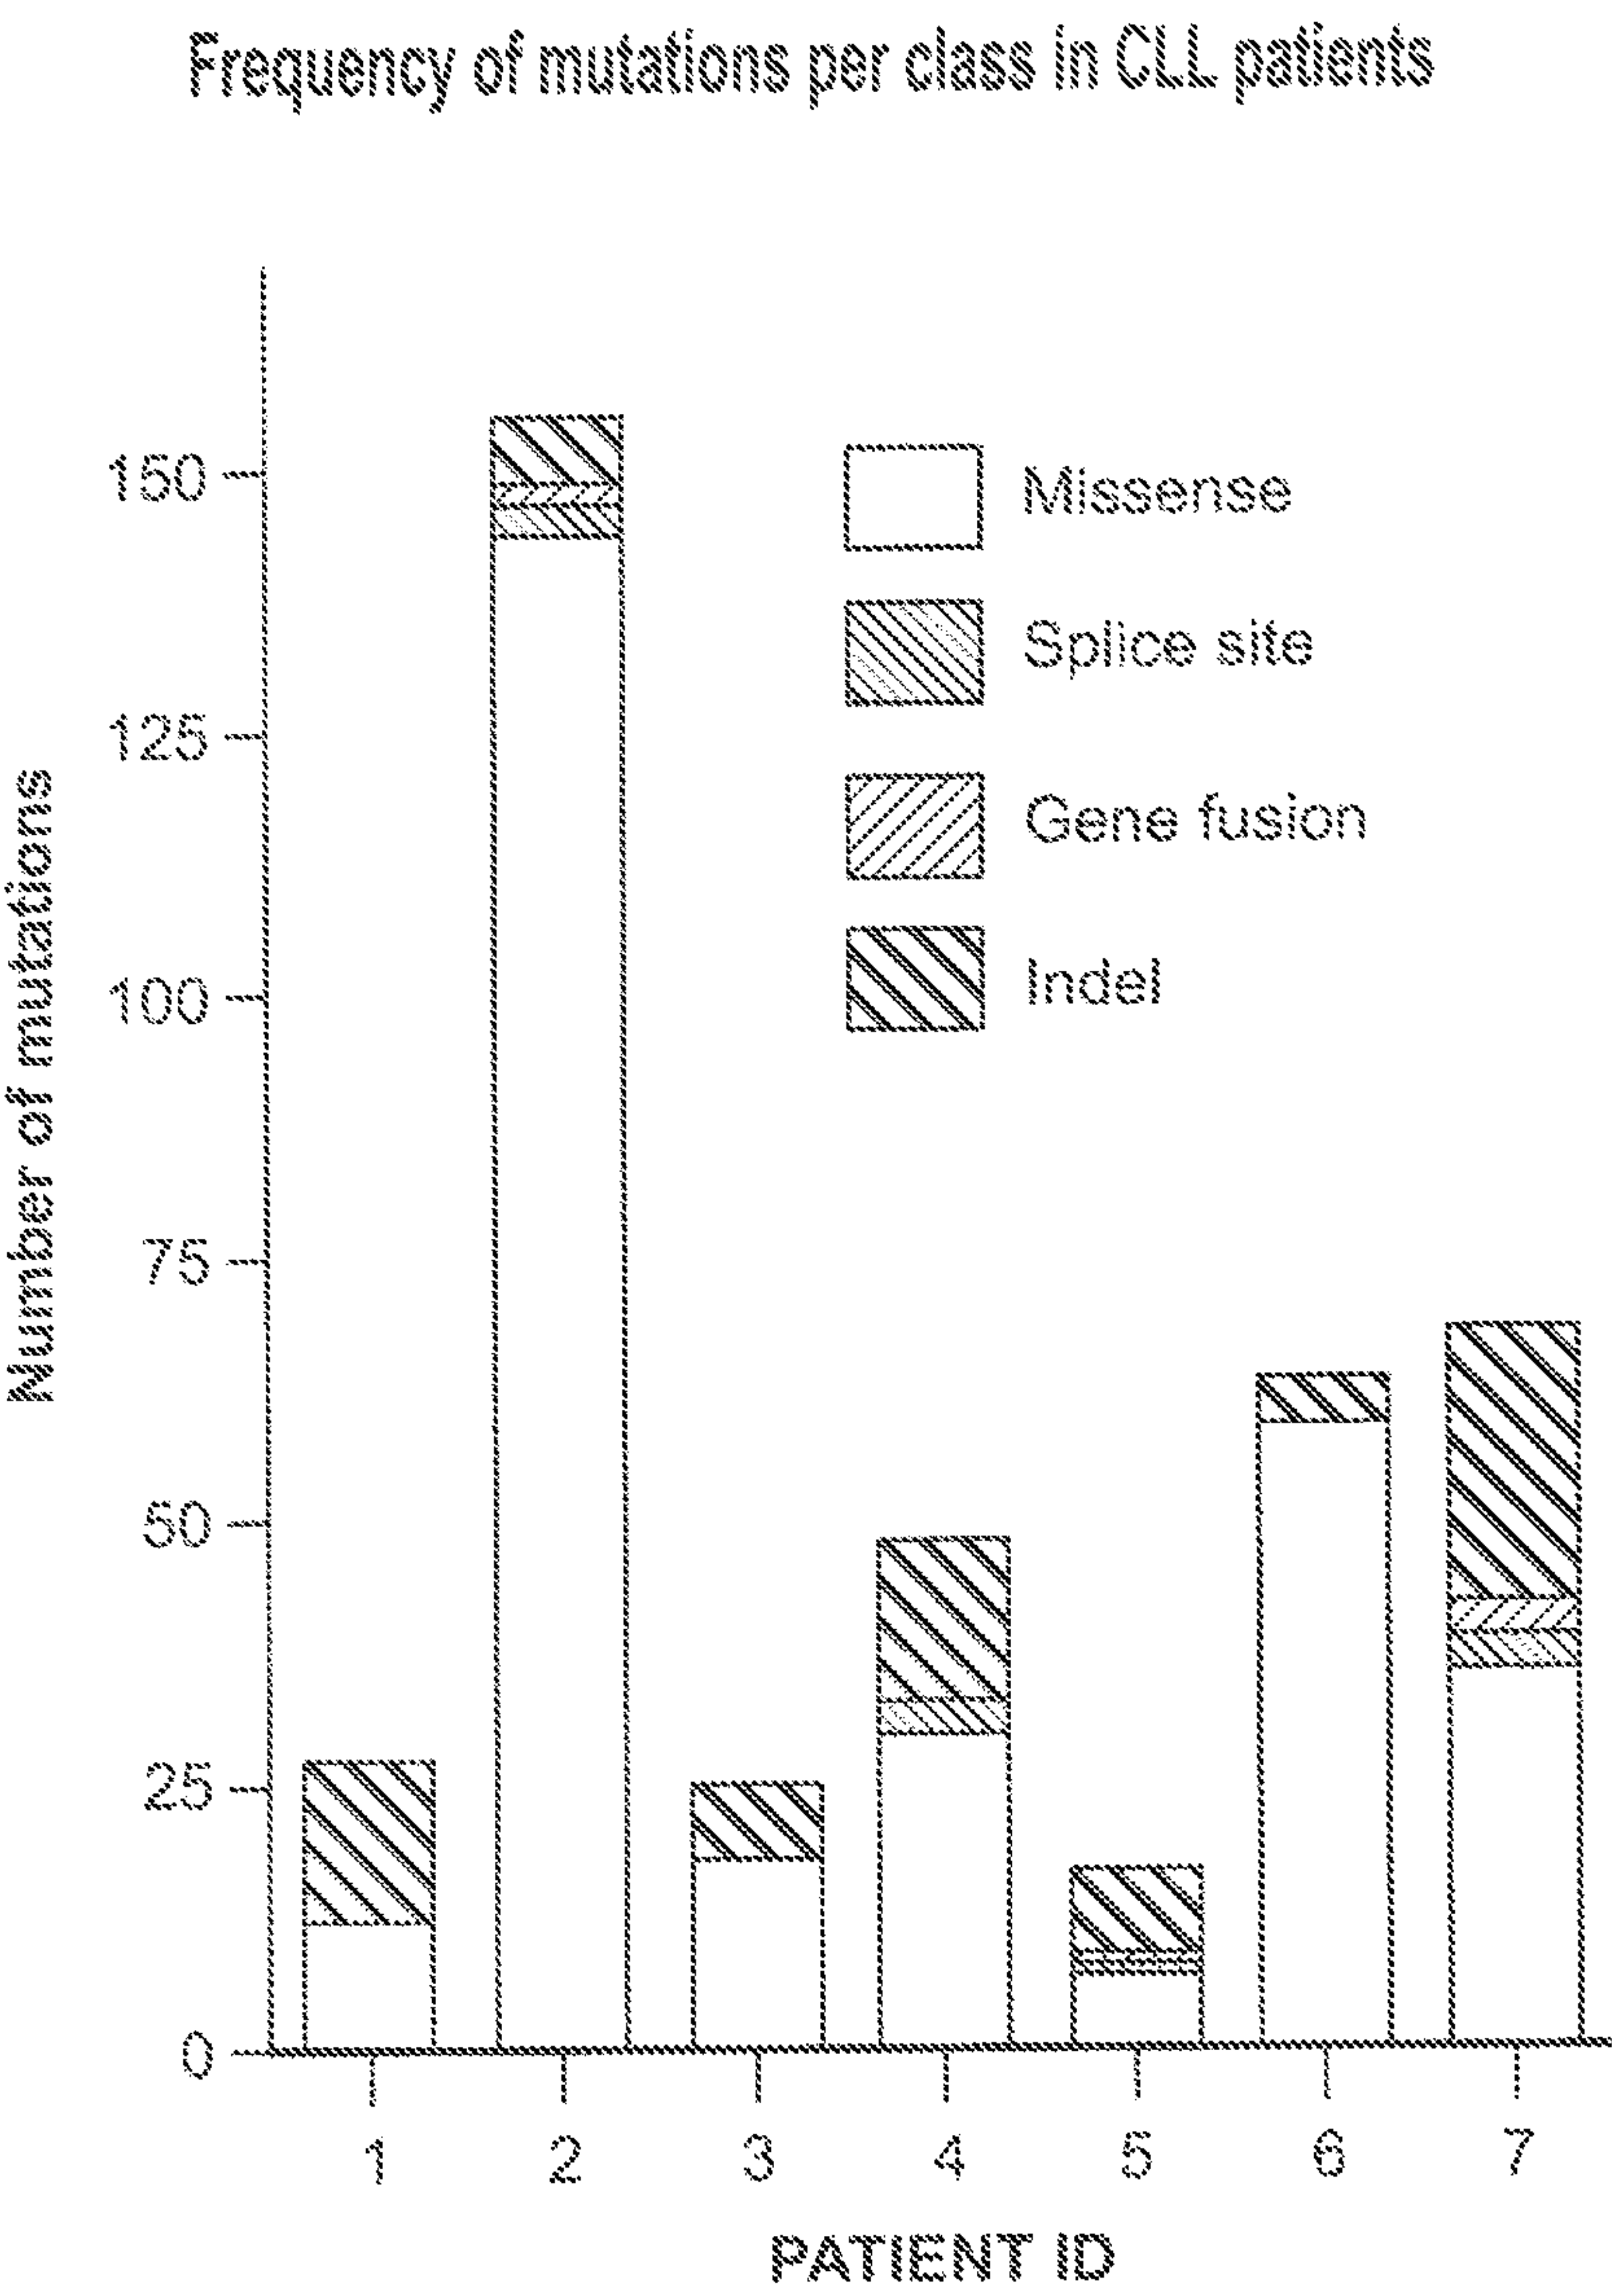 Frequency of mutations per class in CLL patients
Number of mutations
150
125
100
75
50
25
0
Missense
Splice site
Gene fusion
Indel
1 2 3 4 5 6 7
PATIENT ID